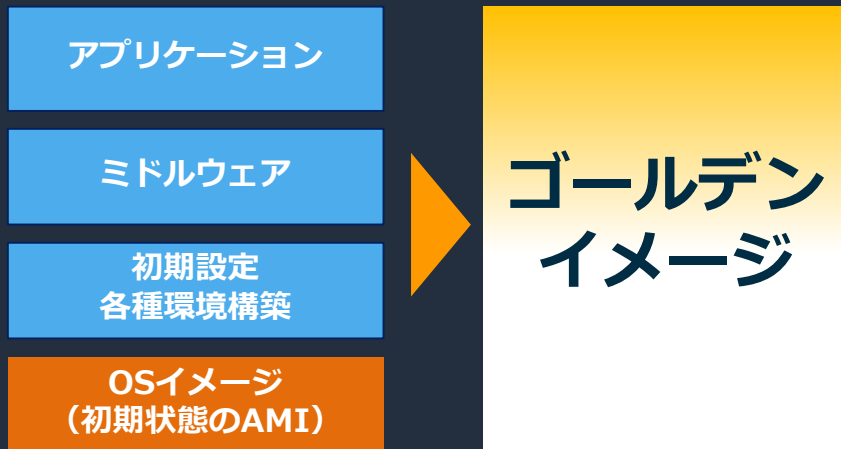 アプリケーション
ミドルウェア
初期設定
各種環境構築
OSイメージ
（初期状態のAMI）
ゴールデン
イメージ